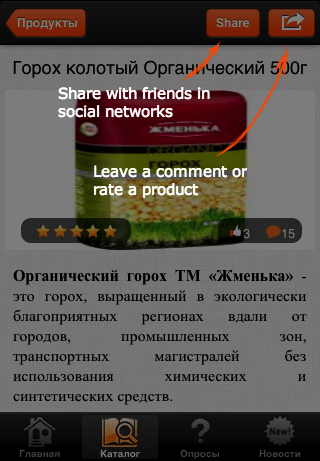 Продукты
Share
Горох колотый Органический 500г
Share with friends in
social networks
ЖМЕНЬКА
ORGANIC
ГОРОХ
Leave a comment or
rate a product
3
15
Органический горох ТМ «Жменька» -
это горох, выращенный в экологически
благоприятных регионах вдали от
городов, промышленных зон,
транспортных магистралей без
использования химических и
синтетических средств.
New!
Главная
Каталог
Опросы
Новости